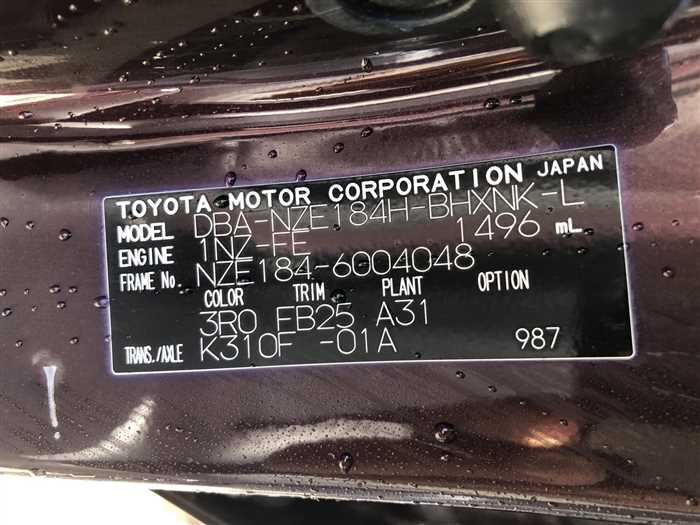 TOYOTA MOTOR CORPORATION JAPAN
MODEL DBA-NZE184H-BHXNK-L
ENGINE 1NZ-FE 1496 mL
FRAME No. NZE184-6004048
COLOR TRIM PLANT OPTION
3R0 EB25 A31
TRANS./AXLE K310F -01A 987